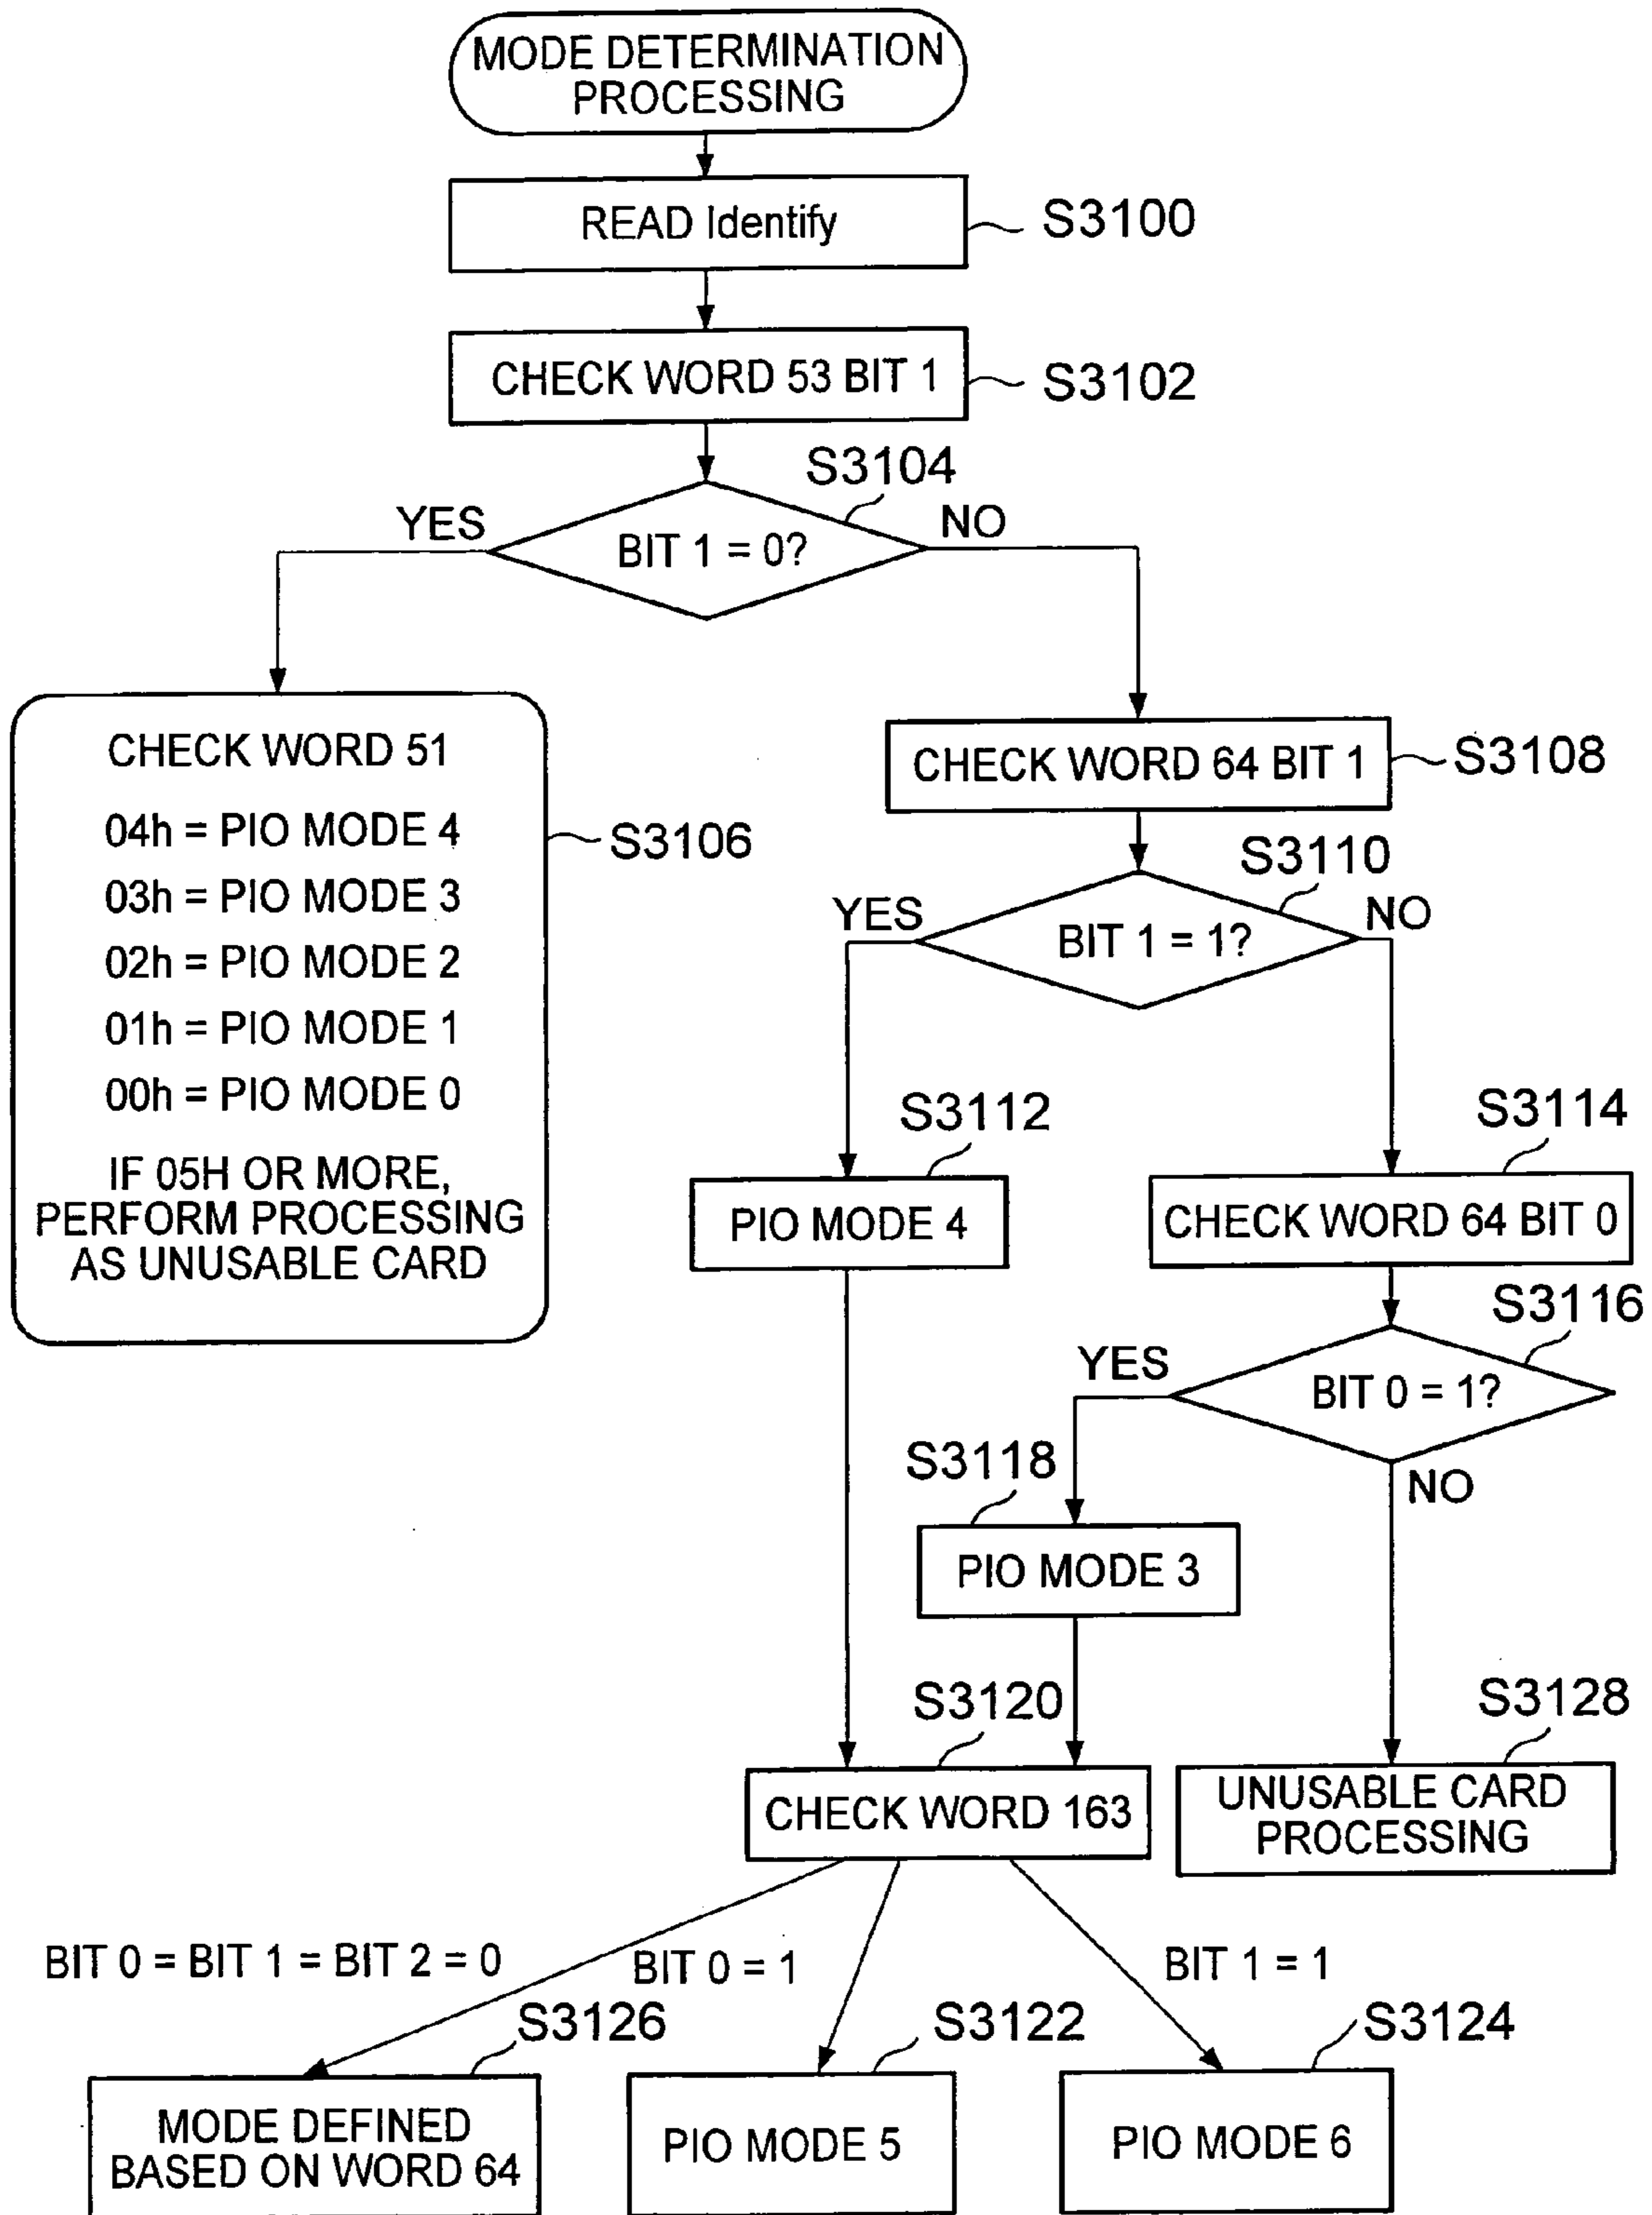 MODE DETERMINATION
PROCESSING
READ Identify
S3100
CHECK WORD 53 BIT 1
S3102
S3104
YES
BIT 1 = 0?
NO
CHECK WORD 51
04h = PIO MODE 4
03h = PIO MODE 3
02h = PIO MODE 2
01h = PIO MODE 1
00h = PIO MODE 0
IF 05H OR MORE,
PERFORM PROCESSING
AS UNUSABLE CARD
S3106
CHECK WORD 64 BIT 1
S3108
S3110
YES
BIT 1 = 1?
NO
S3112
PIO MODE 4
S3114
CHECK WORD 64 BIT 0
S3116
YES
BIT 0 = 1?
NO
S3118
PIO MODE 3
S3120
CHECK WORD 163
S3128
UNUSABLE CARD
PROCESSING
BIT 0 = BIT 1 = BIT 2 = 0
BIT 0 = 1
BIT 1 = 1
S3126
MODE DEFINED
BASED ON WORD 64
S3122
PIO MODE 5
S3124
PIO MODE 6